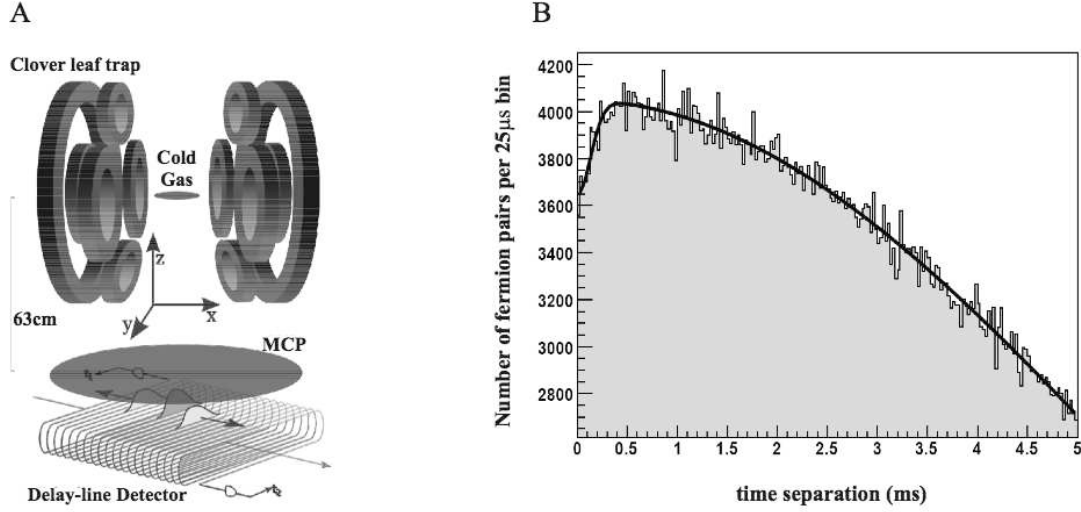 A
Clover leaf trap
Cold
Gas
z
x
y
63cm
MCP
Delay-line Detector
B
Number of fermion pairs per 25µs bin
4200
4000
3800
3600
3400
3200
3000
2800
0
0.5
1
1.5
2
2.5
3
3.5
4
4.5
5
time separation (ms)